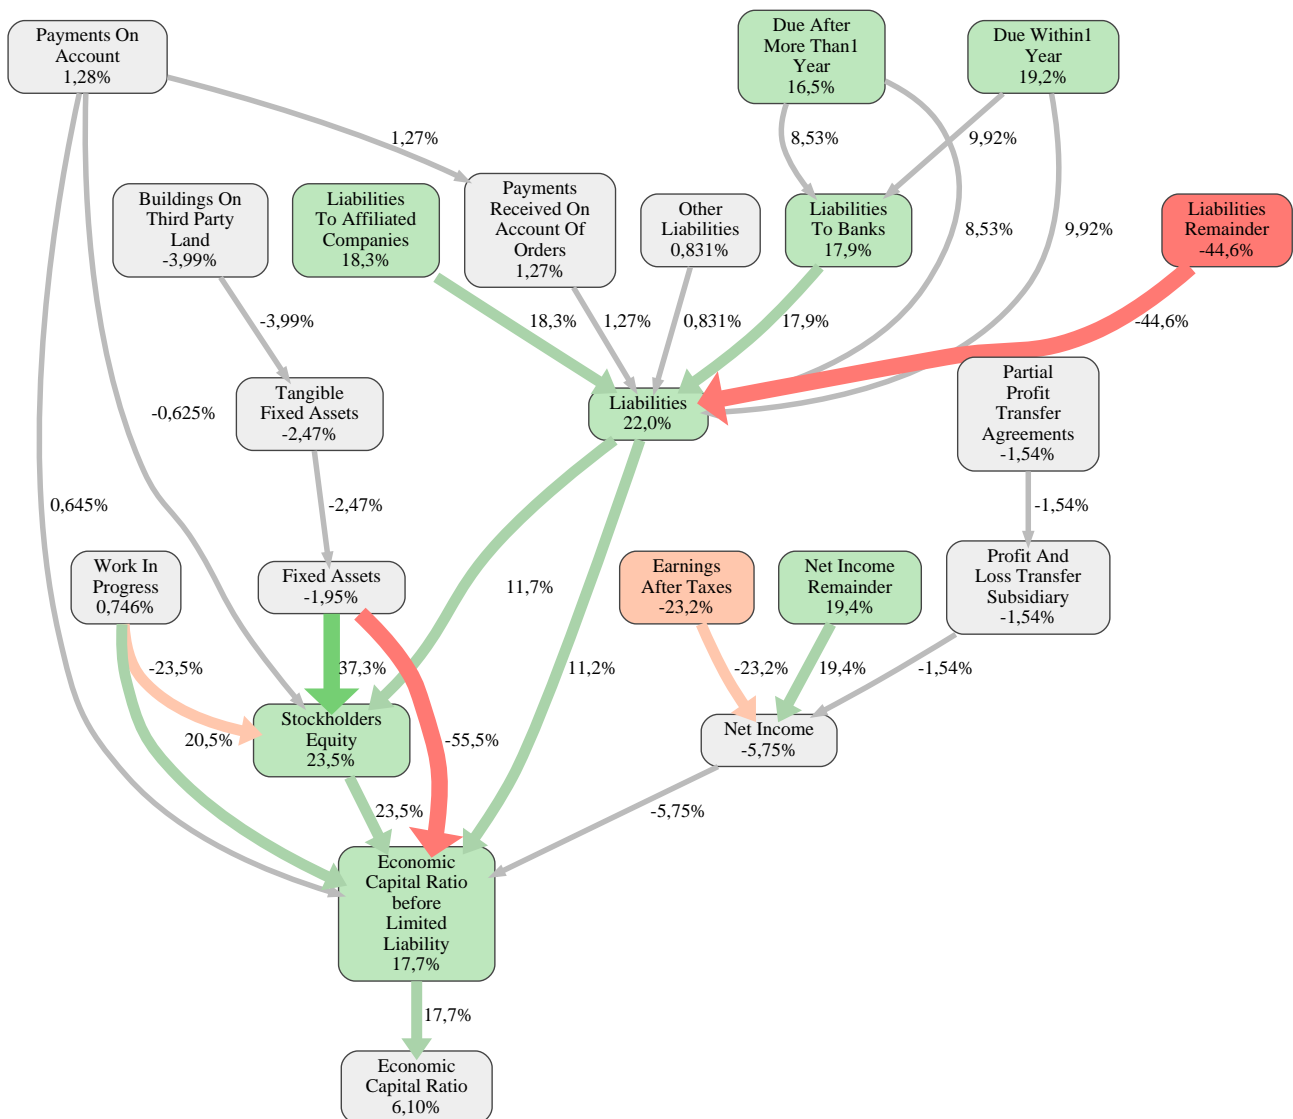 Payments On
Account
1,28%
Due After
More Than1
Year
16,5%
Due Within1
Year
19,2%
1,27%
8,53%
9,92%
Buildings On
Third Party
Land
-3,99%
Liabilities
To Affiliated
Companies
18,3%
Payments
Received On
Account Of
Orders
1,27%
Other
Liabilities
0,831%
Liabilities
To Banks
17,9%
8,53%
9,92%
Liabilities
Remainder
-44,6%
-3,99%
18,3%
1,27%
0,831%
17,9%
-44,6%
Tangible
Fixed Assets
-2,47%
-0,625%
Liabilities
22,0%
Partial
Profit
Transfer
Agreements
-1,54%
0,645%
-2,47%
-1,54%
Work In
Progress
0,746%
Fixed Assets
-1,95%
11,7%
Earnings
After Taxes
-23,2%
Net Income
Remainder
19,4%
Profit And
Loss Transfer
Subsidiary
-1,54%
-23,5%
37,3%
11,2%
-23,2%
19,4%
-1,54%
20,5%
Stockholders
Equity
23,5%
-55,5%
Net Income
-5,75%
23,5%
-5,75%
Economic
Capital Ratio
before
Limited
Liability
17,7%
17,7%
Economic
Capital Ratio
6,10%